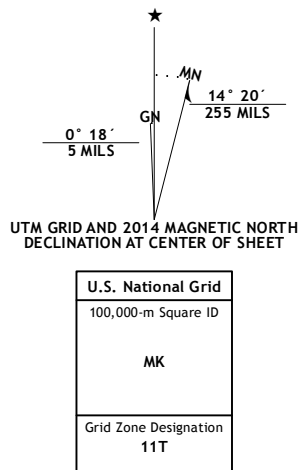 ★
MN
GN
0° 18´
5 MILS
14° 20´
255 MILS
UTM GRID AND 2014 MAGNETIC NORTH
DECLINATION AT CENTER OF SHEET
U.S. National Grid
100,000-m Square ID
MK
Grid Zone Designation
11T